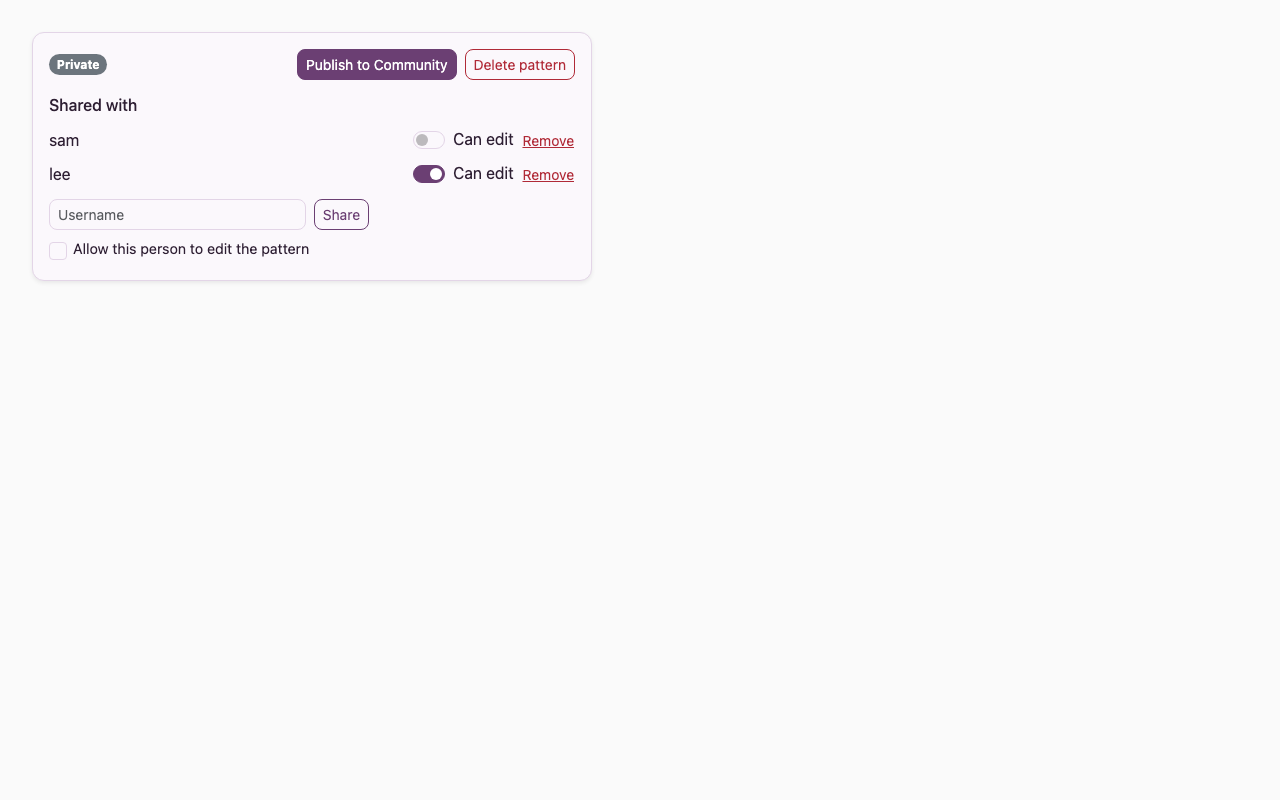 Private Publish to Community Delete pattern
Shared with
sam Can edit Remove
lee Can edit Remove
Username Share
Allow this person to edit the pattern